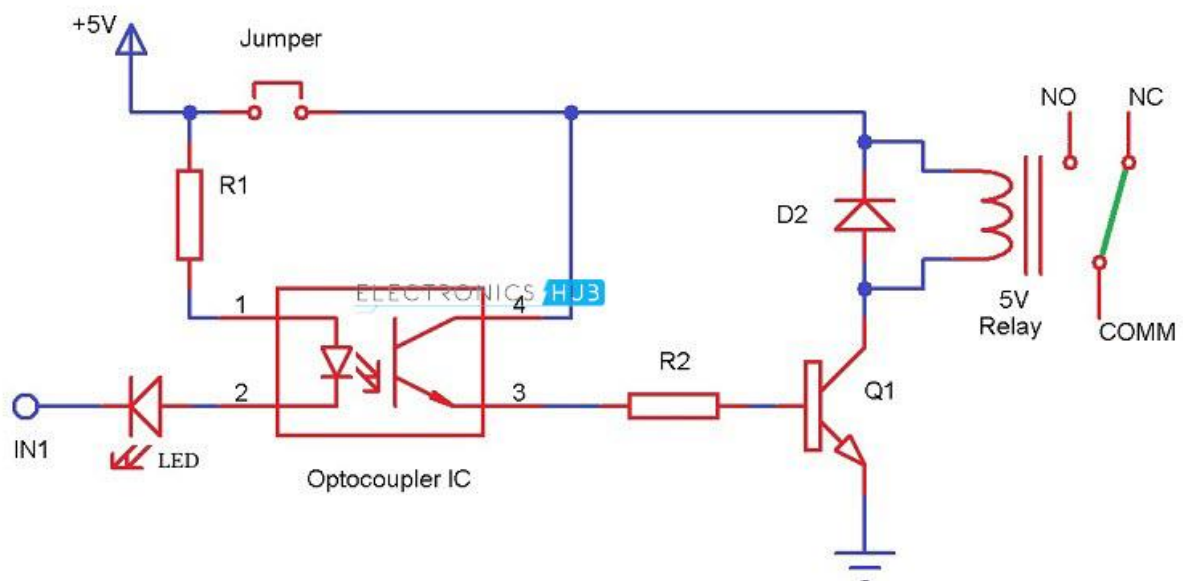 +5V
Jumper
NO
NC
R1
D2
ELECTRONICS HUB
1
4
5V
Relay
COMM
R2
2
3
Q1
IN1
LED
Optocoupler IC